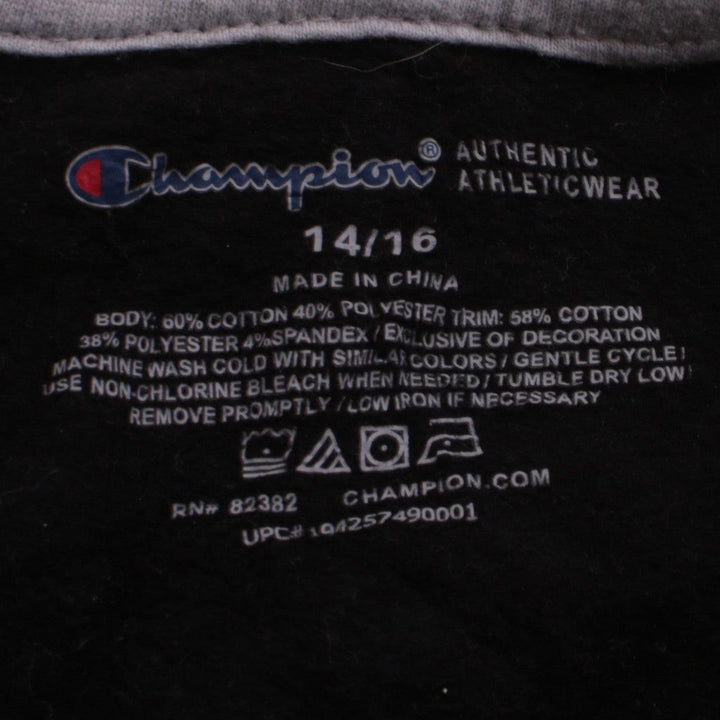 Champion® AUTHENTIC
ATHLETICWEAR
14/16
MADE IN CHINA
BODY: 60% COTTON 40% POLYESTER TRIM: 58% COTTON
38% POLYESTER 4% SPANDEX / EXCLUSIVE OF DECORATION
MACHINE WASH COLD WITH SIMILAR COLORS / GENTLE CYCLE /
USE NON-CHLORINE BLEACH WHEN NEEDED / TUMBLE DRY LOW /
REMOVE PROMPTLY / LOW IRON IF NECESSARY
RN# 82382 CHAMPION.COM
UPC# 194257490001